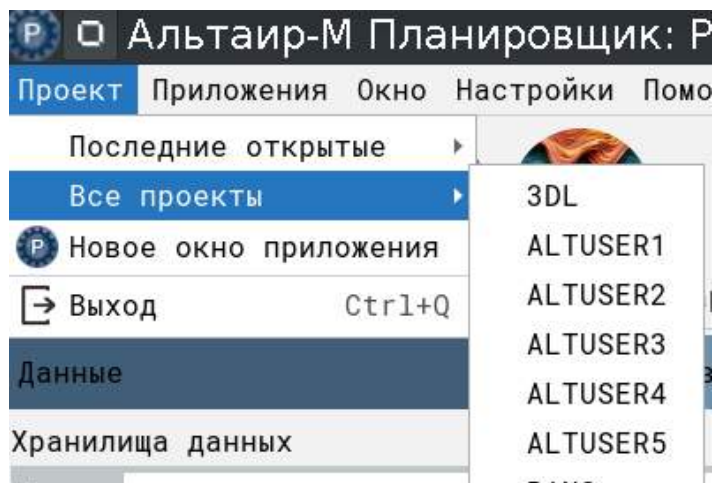 Альтаир-М Планировщик: Р
Проект Приложения Окно Настройки Помо
Последние открытые
Все проекты
Новое окно приложения
Выход Ctrl+Q
3DL
ALTUSER1
ALTUSER2
ALTUSER3
ALTUSER4
ALTUSER5
Данные
Хранилища данных